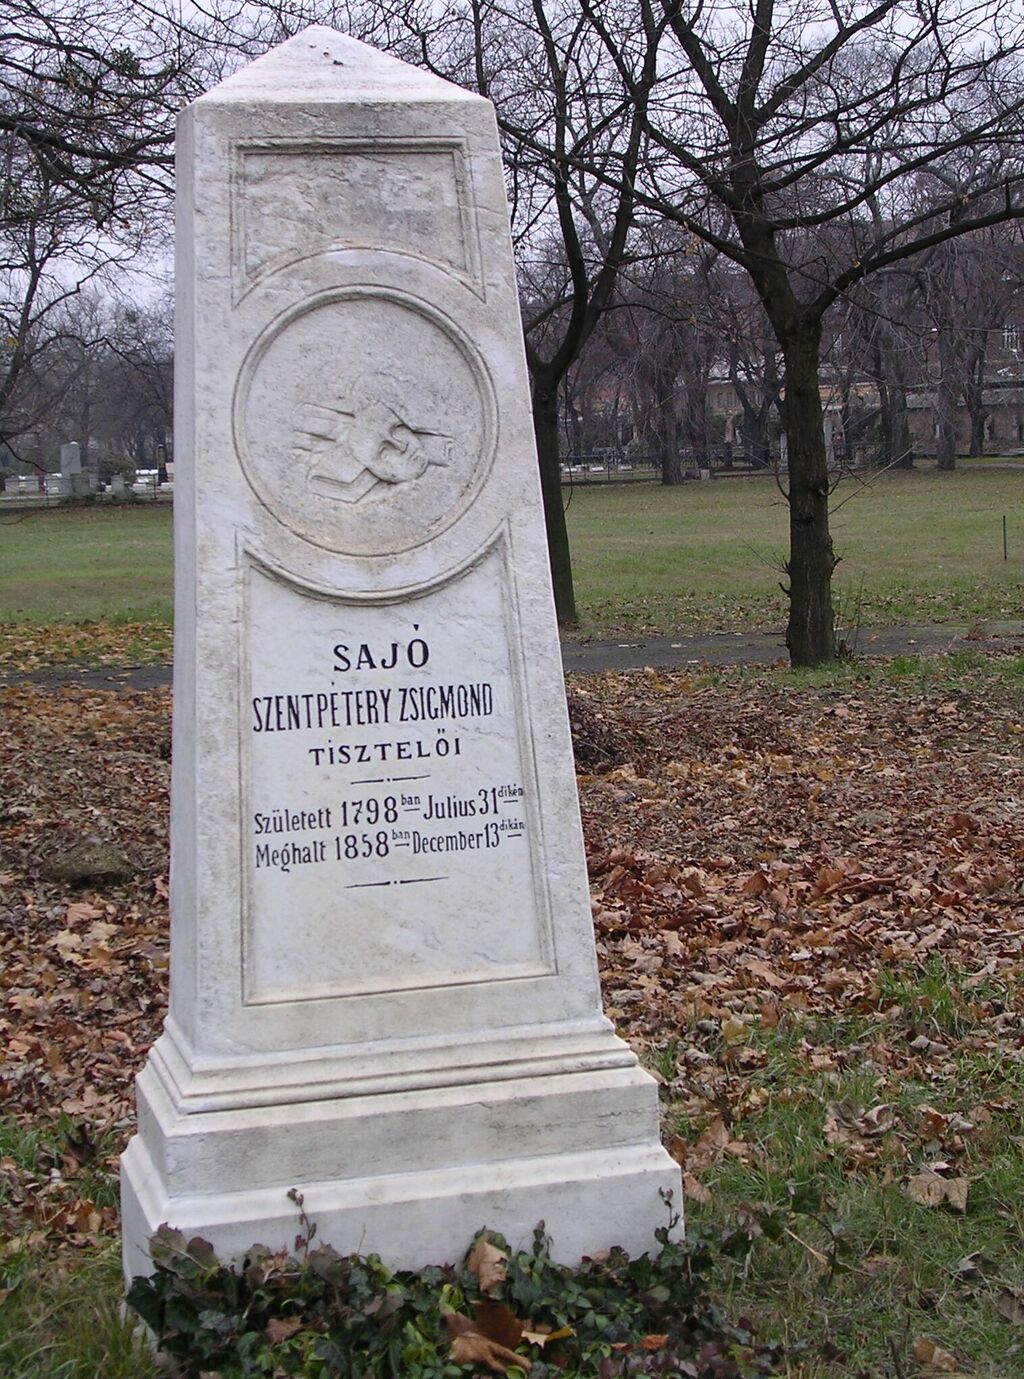 SAJÓ
SZENTPÉTERY ZSIGMOND
TISZTELŐI
Született 1798 ban Julius 31 dikén
Meghalt 1858 ban December 13 dikán